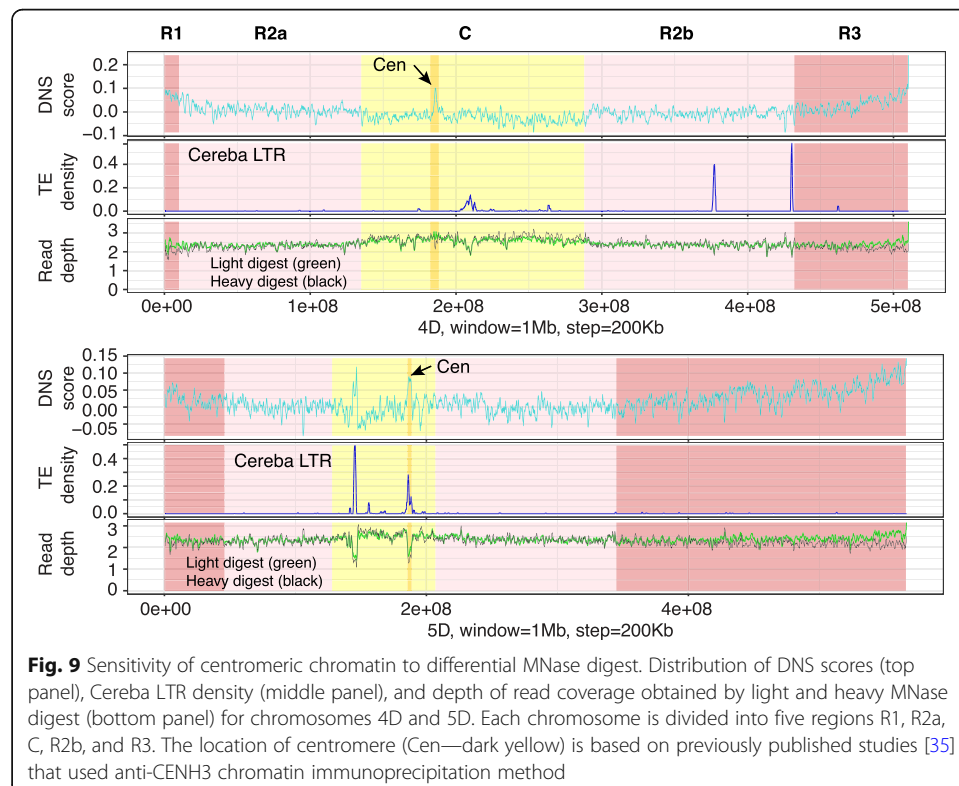 R1 R2a C R2b R3
DNS score
0.2
0.1
0.0
−0.1
Cen
TE density
0.4
0.2
0.0
Cereba LTR
Read depth
3
2
1
0
Light digest (green)
Heavy digest (black)
0e+00 1e+08 2e+08 3e+08 4e+08 5e+08
4D, window=1Mb, step=200Kb
DNS score
0.15
0.10
0.05
0.00
−0.05
Cen
TE density
0.4
0.2
0.0
Cereba LTR
Read depth
3
2
1
0
Light digest (green)
Heavy digest (black)
0e+00 2e+08 4e+08
5D, window=1Mb, step=200Kb
Fig. 9 Sensitivity of centromeric chromatin to differential MNase digest. Distribution of DNS scores (top
panel), Cereba LTR density (middle panel), and depth of read coverage obtained by light and heavy MNase
digest (bottom panel) for chromosomes 4D and 5D. Each chromosome is divided into five regions R1, R2a,
C, R2b, and R3. The location of centromere (Cen—dark yellow) is based on previously published studies [35]
that used anti-CENH3 chromatin immunoprecipitation method